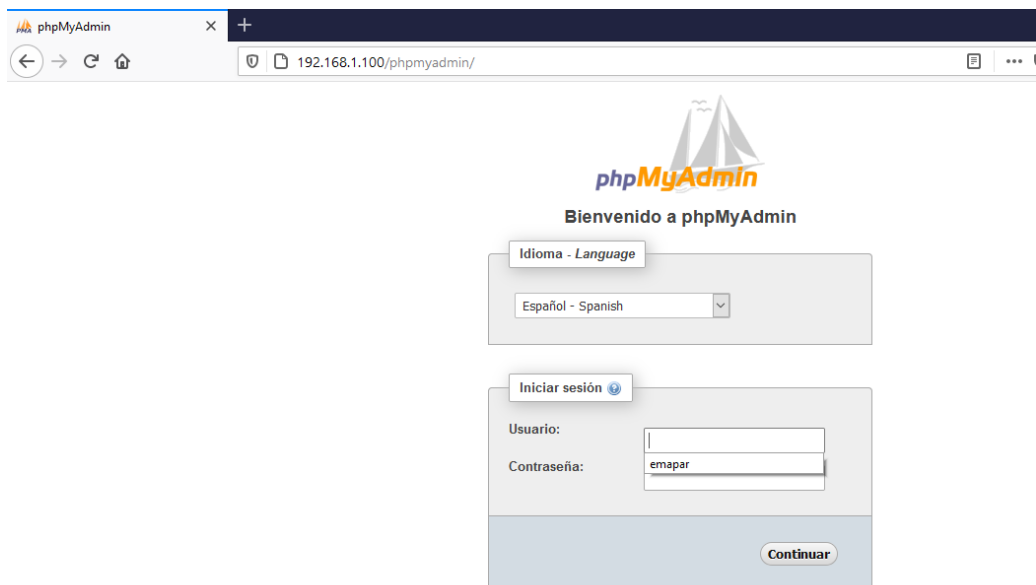 phpMyAdmin
192.168.1.100/phpmyadmin/
phpMyAdmin
Bienvenido a phpMyAdmin
Idioma - Language
Español - Spanish
Iniciar sesión
Usuario:
Contraseña:
emapar
Continuar